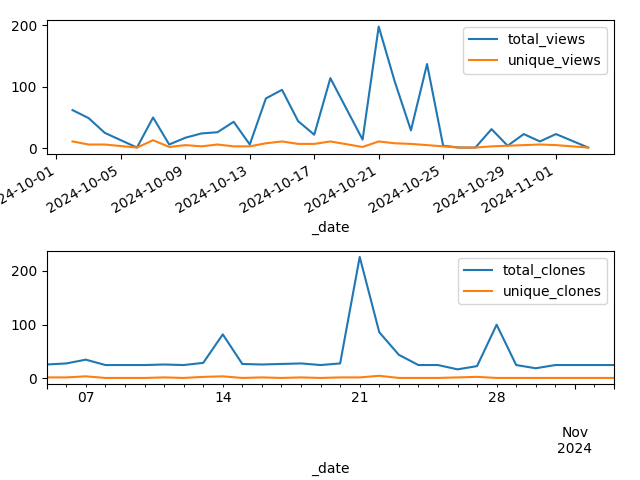 200
total_views
unique_views
100
0
24-10-01
2024-10-05
2024-10-09
2024-10-13
2024-10-17
2024-10-21
2024-10-25
2024-10-29
2024-11-01
_date
200
total_clones
unique_clones
100
0
07
14
21
28
Nov
2024
_date